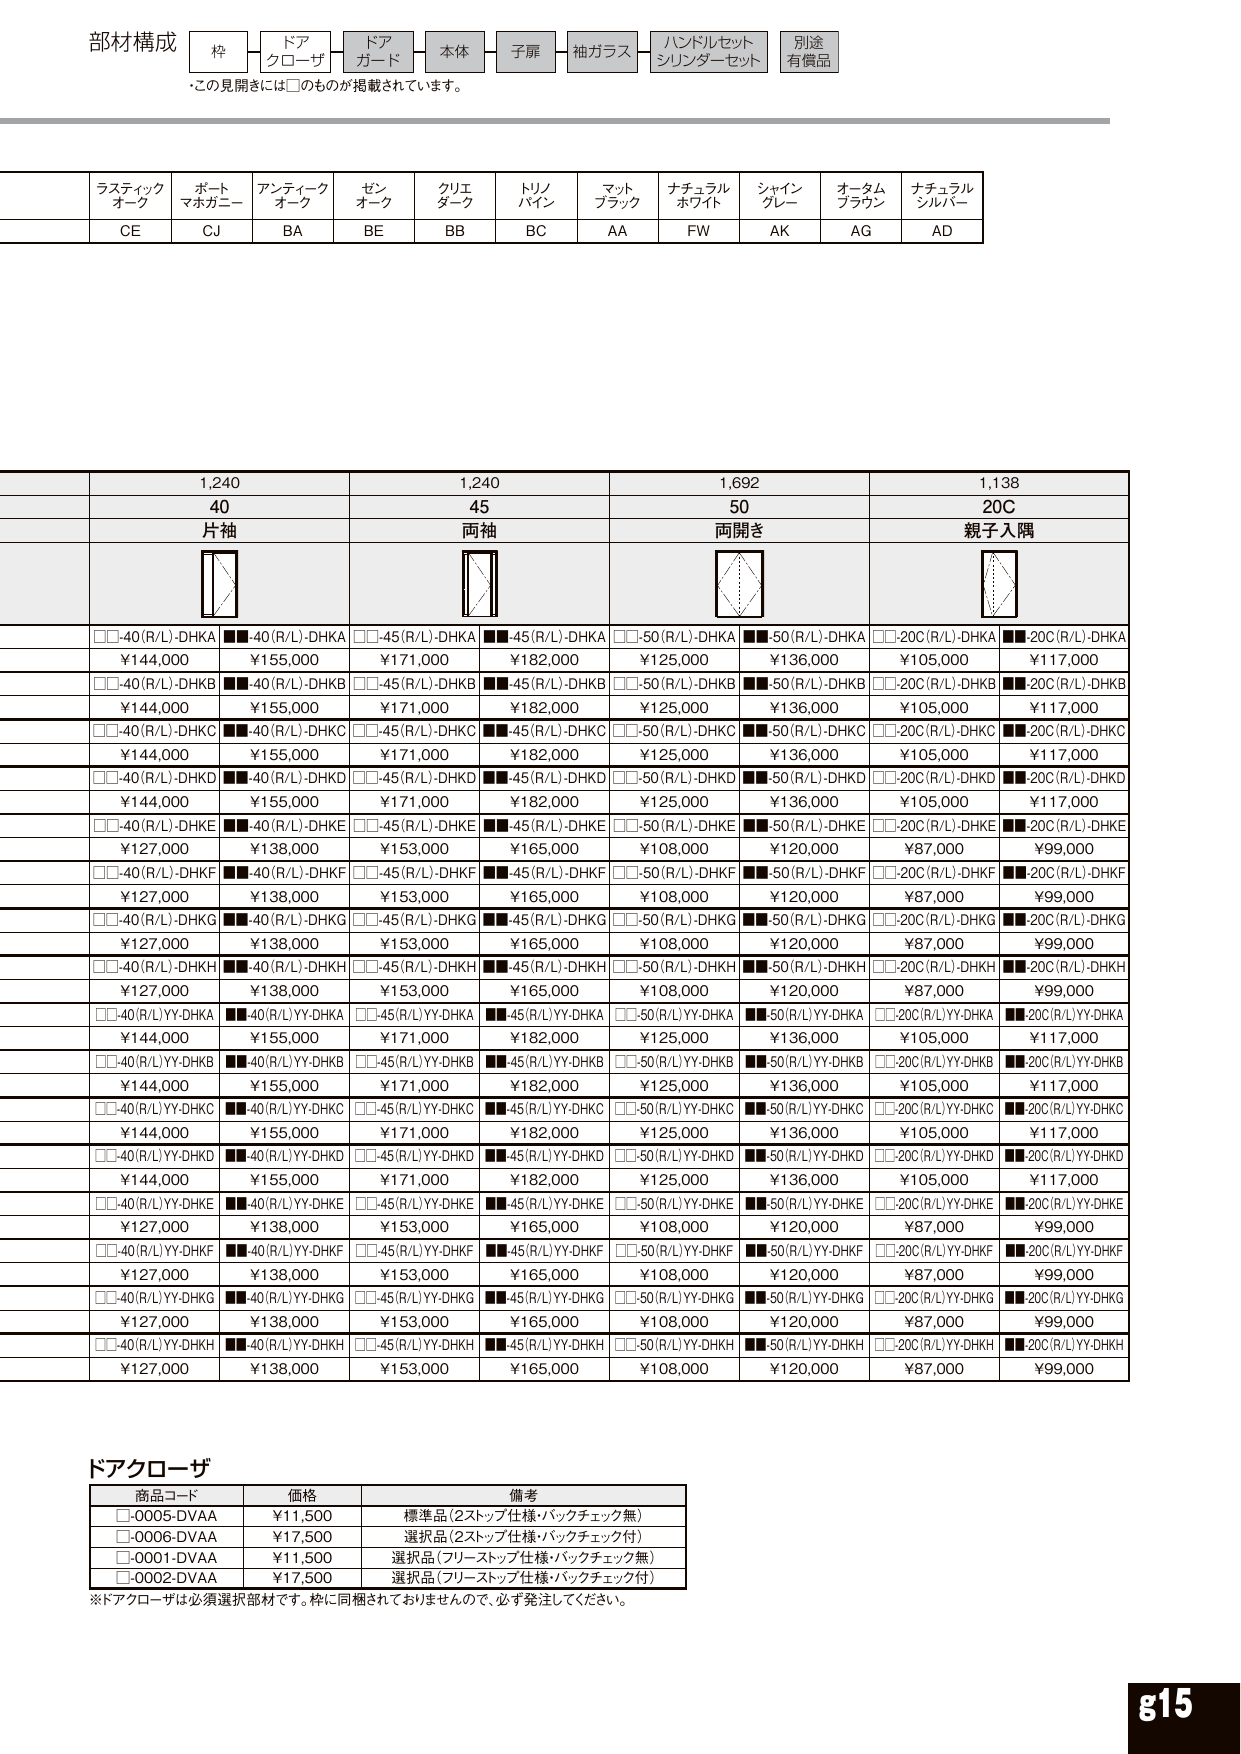 部材構成 枠 ドアクローザ ドアガード 本体 子扉 袖ガラス ハンドルセットシリンダーセット 別途有償品
・この見開きには□のものが掲載されています。
ラスティックオーク ポートマホガニー アンティークオーク ゼンオーク クリエダーク トリノパイン マットブラック ナチュラルホワイト シャイングレー オータムブラウン ナチュラルシルバー
CE CJ BA BE BB BC AA FW AK AG AD
1,240 1,240 1,692 1,138
40 45 50 20C
片袖 両袖 両開き 親子入隅
□□-40(R/L)-DHKA ■■-40(R/L)-DHKA □□-45(R/L)-DHKA ■■-45(R/L)-DHKA □□-50(R/L)-DHKA ■■-50(R/L)-DHKA □□-20C(R/L)-DHKA ■■-20C(R/L)-DHKA
¥144,000 ¥155,000 ¥171,000 ¥182,000 ¥125,000 ¥136,000 ¥105,000 ¥117,000
□□-40(R/L)-DHKB ■■-40(R/L)-DHKB □□-45(R/L)-DHKB ■■-45(R/L)-DHKB □□-50(R/L)-DHKB ■■-50(R/L)-DHKB □□-20C(R/L)-DHKB ■■-20C(R/L)-DHKB
¥144,000 ¥155,000 ¥171,000 ¥182,000 ¥125,000 ¥136,000 ¥105,000 ¥117,000
□□-40(R/L)-DHKC ■■-40(R/L)-DHKC □□-45(R/L)-DHKC ■■-45(R/L)-DHKC □□-50(R/L)-DHKC ■■-50(R/L)-DHKC □□-20C(R/L)-DHKC ■■-20C(R/L)-DHKC
¥144,000 ¥155,000 ¥171,000 ¥182,000 ¥125,000 ¥136,000 ¥105,000 ¥117,000
□□-40(R/L)-DHKD ■■-40(R/L)-DHKD □□-45(R/L)-DHKD ■■-45(R/L)-DHKD □□-50(R/L)-DHKD ■■-50(R/L)-DHKD □□-20C(R/L)-DHKD ■■-20C(R/L)-DHKD
¥144,000 ¥155,000 ¥171,000 ¥182,000 ¥125,000 ¥136,000 ¥105,000 ¥117,000
□□-40(R/L)-DHKE ■■-40(R/L)-DHKE □□-45(R/L)-DHKE ■■-45(R/L)-DHKE □□-50(R/L)-DHKE ■■-50(R/L)-DHKE □□-20C(R/L)-DHKE ■■-20C(R/L)-DHKE
¥127,000 ¥138,000 ¥153,000 ¥165,000 ¥108,000 ¥120,000 ¥87,000 ¥99,000
□□-40(R/L)-DHKF ■■-40(R/L)-DHKF □□-45(R/L)-DHKF ■■-45(R/L)-DHKF □□-50(R/L)-DHKF ■■-50(R/L)-DHKF □□-20C(R/L)-DHKF ■■-20C(R/L)-DHKF
¥127,000 ¥138,000 ¥153,000 ¥165,000 ¥108,000 ¥120,000 ¥87,000 ¥99,000
□□-40(R/L)-DHKG ■■-40(R/L)-DHKG □□-45(R/L)-DHKG ■■-45(R/L)-DHKG □□-50(R/L)-DHKG ■■-50(R/L)-DHKG □□-20C(R/L)-DHKG ■■-20C(R/L)-DHKG
¥127,000 ¥138,000 ¥153,000 ¥165,000 ¥108,000 ¥120,000 ¥87,000 ¥99,000
□□-40(R/L)-DHKH ■■-40(R/L)-DHKH □□-45(R/L)-DHKH ■■-45(R/L)-DHKH □□-50(R/L)-DHKH ■■-50(R/L)-DHKH □□-20C(R/L)-DHKH ■■-20C(R/L)-DHKH
¥127,000 ¥138,000 ¥153,000 ¥165,000 ¥108,000 ¥120,000 ¥87,000 ¥99,000
□□-40(R/L)YY-DHKA ■■-40(R/L)YY-DHKA □□-45(R/L)YY-DHKA ■■-45(R/L)YY-DHKA □□-50(R/L)YY-DHKA ■■-50(R/L)YY-DHKA □□-20C(R/L)YY-DHKA ■■-20C(R/L)YY-DHKA
¥144,000 ¥155,000 ¥171,000 ¥182,000 ¥125,000 ¥136,000 ¥105,000 ¥117,000
□□-40(R/L)YY-DHKB ■■-40(R/L)YY-DHKB □□-45(R/L)YY-DHKB ■■-45(R/L)YY-DHKB □□-50(R/L)YY-DHKB ■■-50(R/L)YY-DHKB □□-20C(R/L)YY-DHKB ■■-20C(R/L)YY-DHKB
¥144,000 ¥155,000 ¥171,000 ¥182,000 ¥125,000 ¥136,000 ¥105,000 ¥117,000
□□-40(R/L)YY-DHKC ■■-40(R/L)YY-DHKC □□-45(R/L)YY-DHKC ■■-45(R/L)YY-DHKC □□-50(R/L)YY-DHKC ■■-50(R/L)YY-DHKC □□-20C(R/L)YY-DHKC ■■-20C(R/L)YY-DHKC
¥144,000 ¥155,000 ¥171,000 ¥182,000 ¥125,000 ¥136,000 ¥105,000 ¥117,000
□□-40(R/L)YY-DHKD ■■-40(R/L)YY-DHKD □□-45(R/L)YY-DHKD ■■-45(R/L)YY-DHKD □□-50(R/L)YY-DHKD ■■-50(R/L)YY-DHKD □□-20C(R/L)YY-DHKD ■■-20C(R/L)YY-DHKD
¥144,000 ¥155,000 ¥171,000 ¥182,000 ¥125,000 ¥136,000 ¥105,000 ¥117,000
□□-40(R/L)YY-DHKE ■■-40(R/L)YY-DHKE □□-45(R/L)YY-DHKE ■■-45(R/L)YY-DHKE □□-50(R/L)YY-DHKE ■■-50(R/L)YY-DHKE □□-20C(R/L)YY-DHKE ■■-20C(R/L)YY-DHKE
¥127,000 ¥138,000 ¥153,000 ¥165,000 ¥108,000 ¥120,000 ¥87,000 ¥99,000
□□-40(R/L)YY-DHKF ■■-40(R/L)YY-DHKF □□-45(R/L)YY-DHKF ■■-45(R/L)YY-DHKF □□-50(R/L)YY-DHKF ■■-50(R/L)YY-DHKF □□-20C(R/L)YY-DHKF ■■-20C(R/L)YY-DHKF
¥127,000 ¥138,000 ¥153,000 ¥165,000 ¥108,000 ¥120,000 ¥87,000 ¥99,000
□□-40(R/L)YY-DHKG ■■-40(R/L)YY-DHKG □□-45(R/L)YY-DHKG ■■-45(R/L)YY-DHKG □□-50(R/L)YY-DHKG ■■-50(R/L)YY-DHKG □□-20C(R/L)YY-DHKG ■■-20C(R/L)YY-DHKG
¥127,000 ¥138,000 ¥153,000 ¥165,000 ¥108,000 ¥120,000 ¥87,000 ¥99,000
□□-40(R/L)YY-DHKH ■■-40(R/L)YY-DHKH □□-45(R/L)YY-DHKH ■■-45(R/L)YY-DHKH □□-50(R/L)YY-DHKH ■■-50(R/L)YY-DHKH □□-20C(R/L)YY-DHKH ■■-20C(R/L)YY-DHKH
¥127,000 ¥138,000 ¥153,000 ¥165,000 ¥108,000 ¥120,000 ¥87,000 ¥99,000
ドアクローザ
商品コード 価格 備考
□-0005-DVAA ¥11,500 標準品(2ストップ仕様・バックチェック無)
□-0006-DVAA ¥17,500 選択品(2ストップ仕様・バックチェック付)
□-0001-DVAA ¥11,500 選択品(フリーストップ仕様・バックチェック無)
□-0002-DVAA ¥17,500 選択品(フリーストップ仕様・バックチェック付)
※ドアクローザは必須選択部材です。枠に同梱されておりませんので、必ず発注してください。
g15